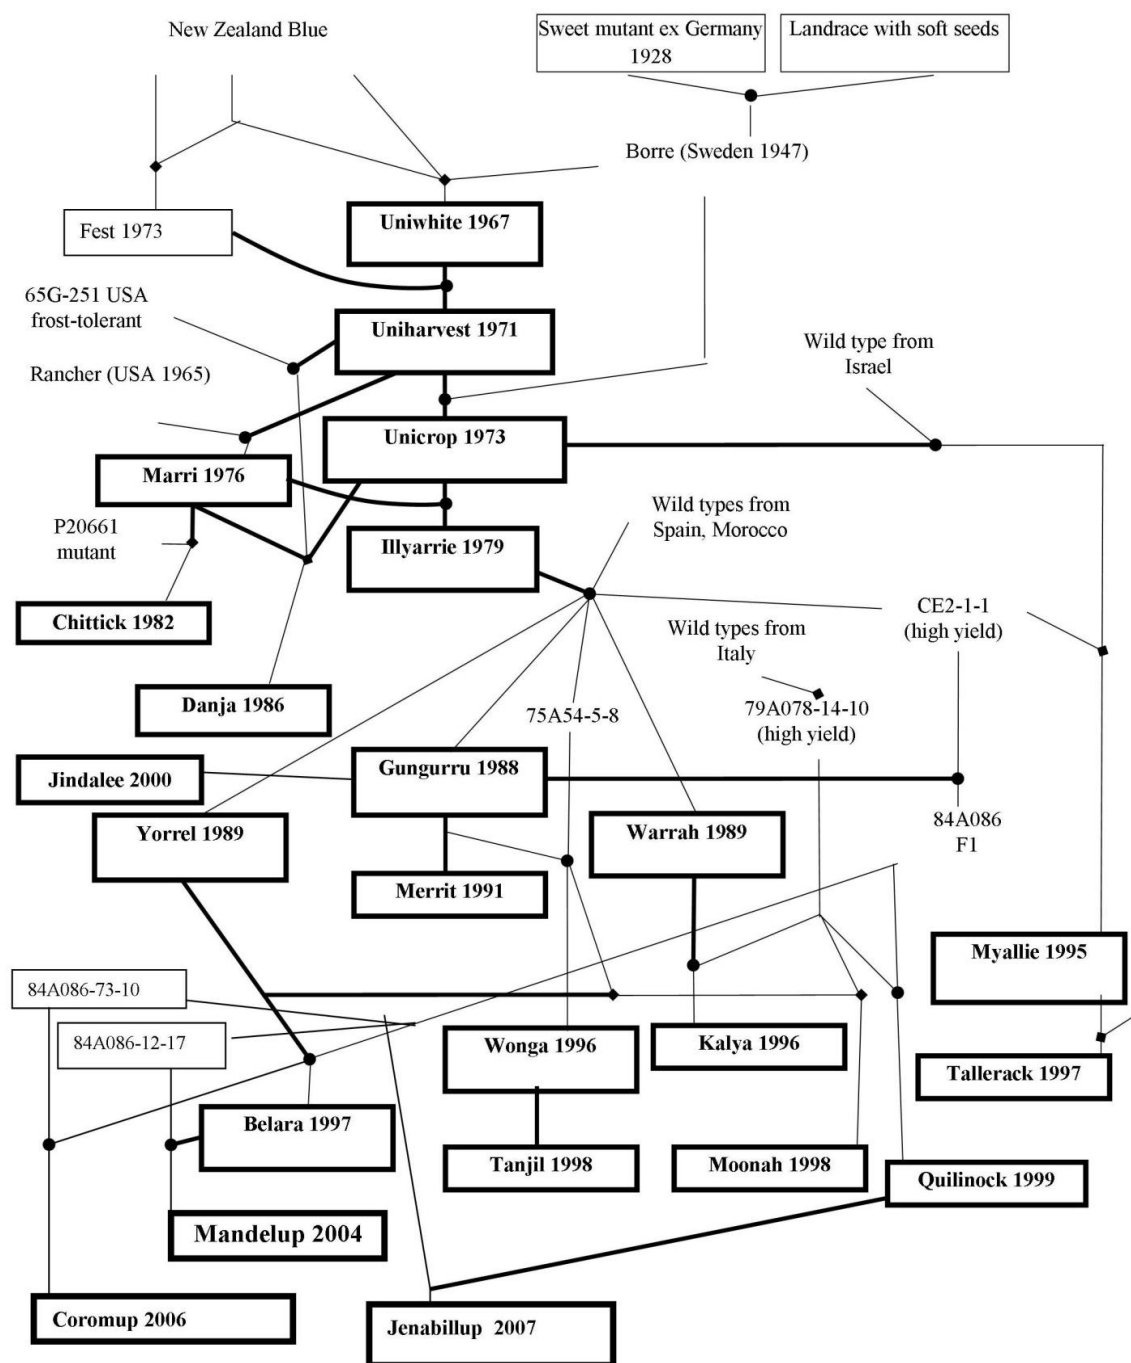 New Zealand Blue
Sweet mutant ex Germany
1928
Landrace with soft seeds
Borre (Sweden 1947)
Uniwhite 1967
Fest 1973
65G-251 USA
frost-tolerant
Uniharvest 1971
Wild type from
Israel
Rancher (USA 1965)
Unicrop 1973
Marri 1976
Wild types from
Spain, Morocco
P20661
mutant
Illyarrie 1979
Chittick 1982
CE2-1-1
(high yield)
Wild types from
Italy
Danja 1986
75A54-5-8
79A078-14-10
(high yield)
Jindalee 2000
Gungurru 1988
84A086
F1
Yorrel 1989
Warrah 1989
Merrit 1991
Myallie 1995
84A086-73-10
84A086-12-17
Wonga 1996
Kalya 1996
Tallerack 1997
Belara 1997
Tanjil 1998
Moonah 1998
Quilinock 1999
Mandelup 2004
Coromup 2006
Jenabillup 2007